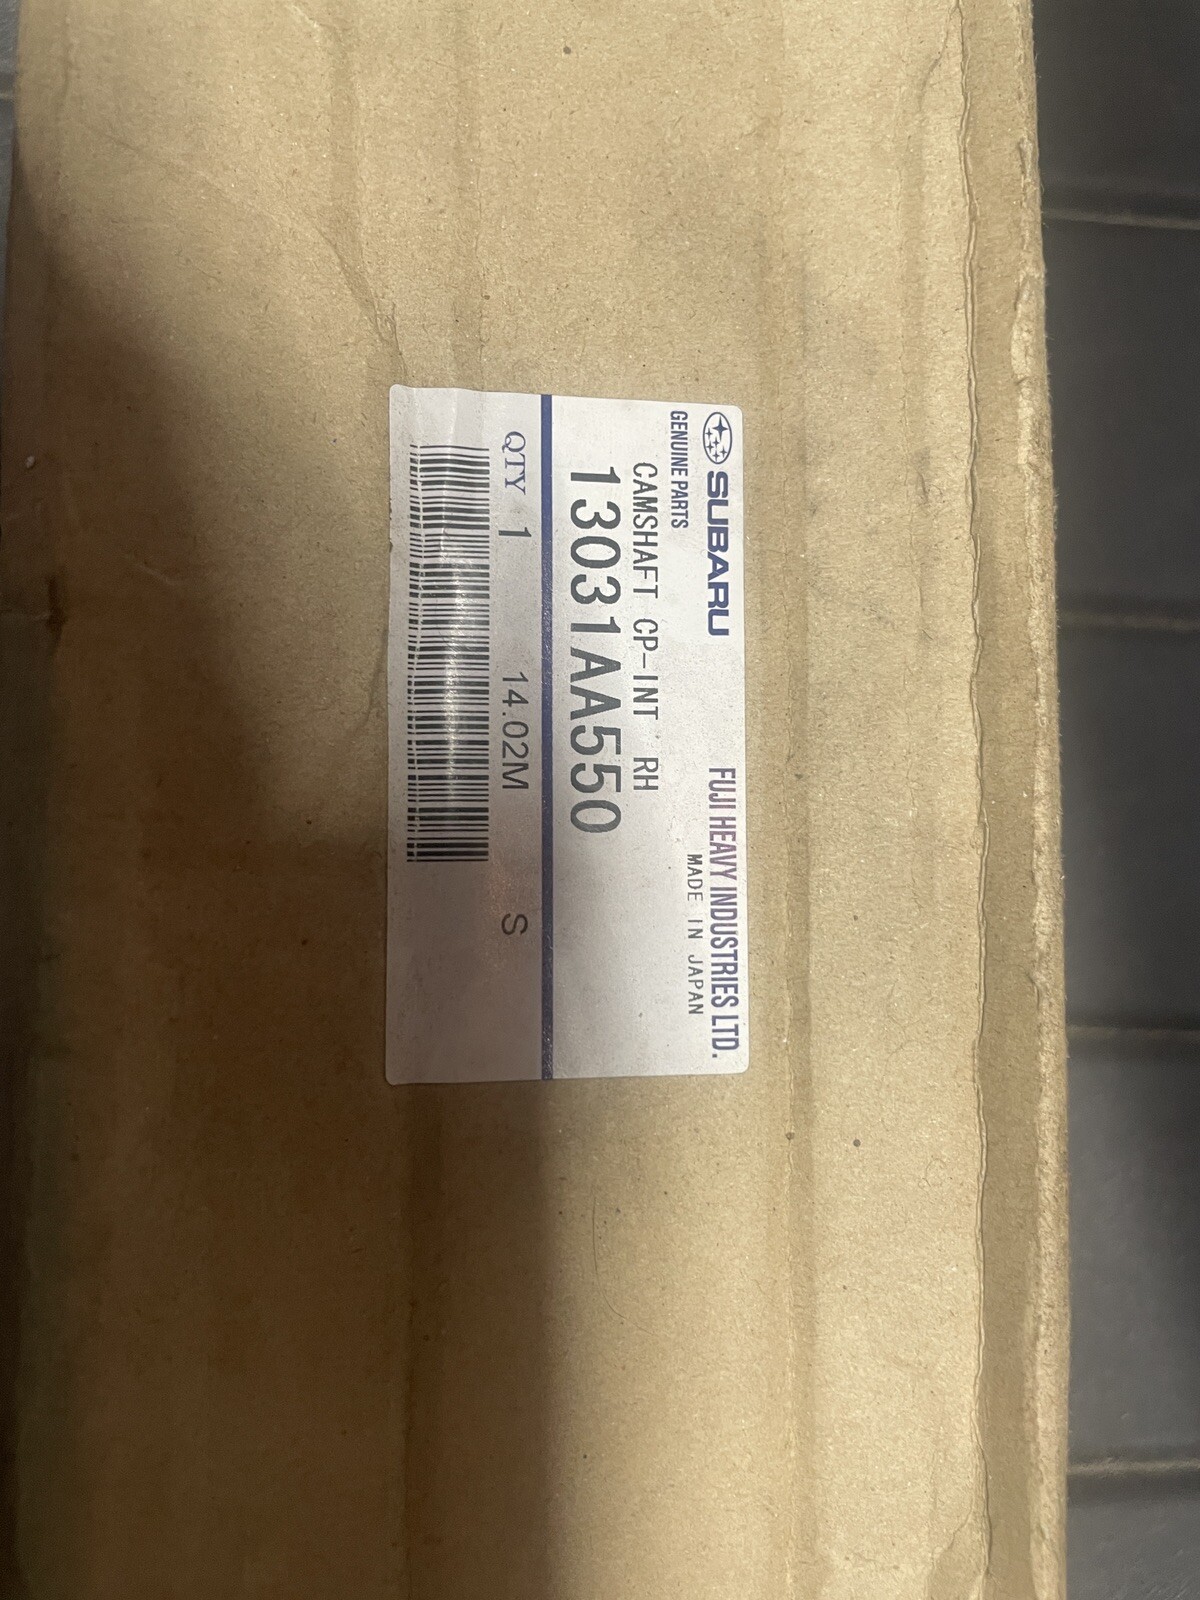 SUBARU
FUJI HEAVY INDUSTRIES LTD.
GENUINE PARTS
MADE IN JAPAN
CAMSHAFT CP-INT RH
13031AA550
QTY 1 14.02M S